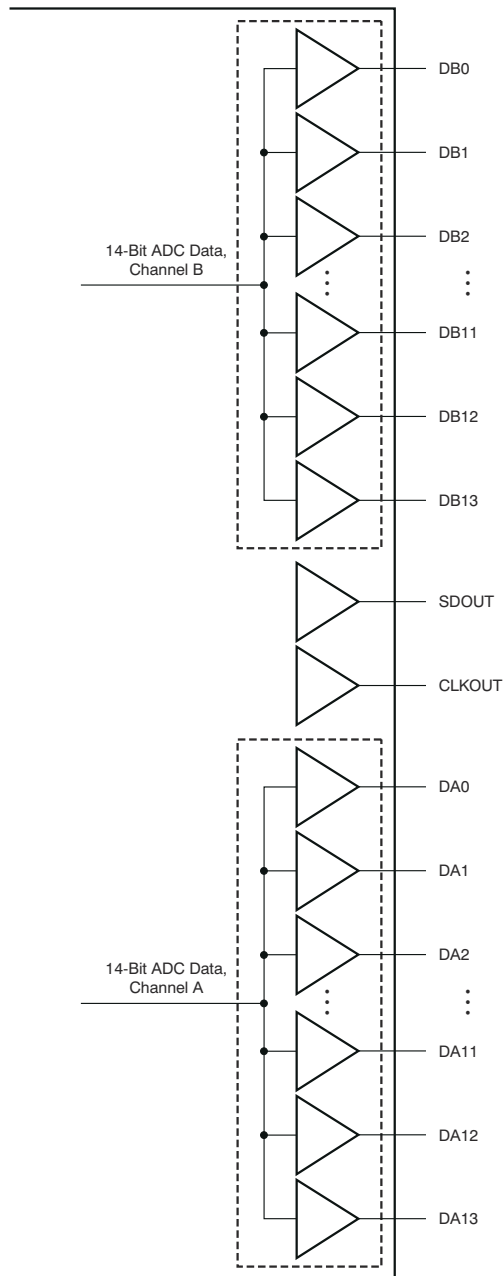 DB0
DB1
DB2
14-Bit ADC Data,
Channel B
DB11
DB12
DB13
SDOUT
CLKOUT
DA0
DA1
DA2
14-Bit ADC Data,
Channel A
DA11
DA12
DA13